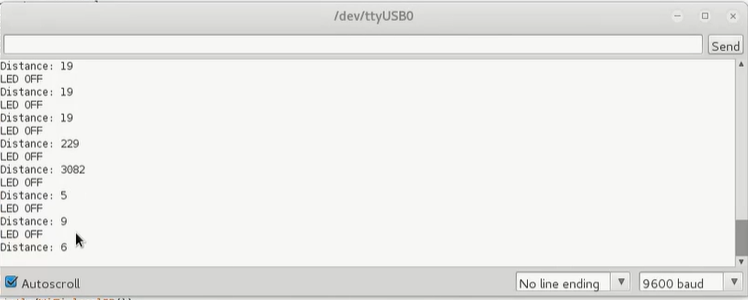 /dev/ttyUSB0
Send
Distance: 19
LED OFF
Distance: 19
LED OFF
Distance: 19
LED OFF
Distance: 229
LED OFF
Distance: 3082
LED OFF
Distance: 5
LED OFF
Distance: 9
LED OFF
Distance: 6
Autoscroll
No line ending
9600 baud